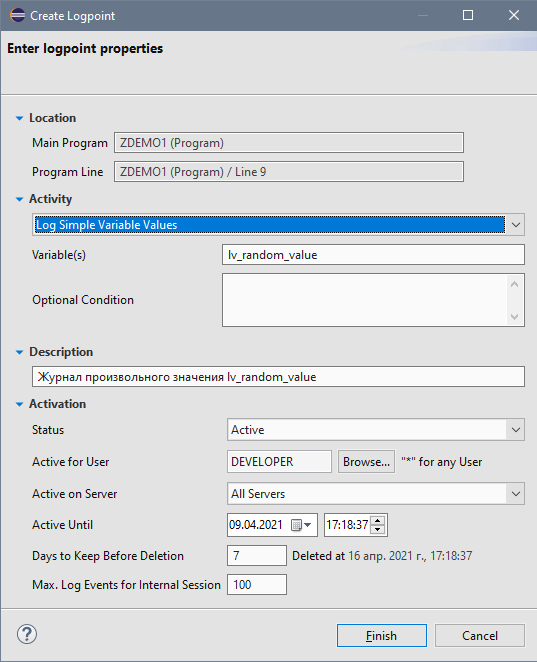 Create Logpoint
Enter logpoint properties
Location
Main Program ZDEMO1 (Program)
Program Line ZDEMO1 (Program) / Line 9
Activity
Log Simple Variable Values
Variable(s) lv_random_value
Optional Condition
Description
Журнал произвольного значения lv_random_value
Activation
Status Active
Active for User DEVELOPER Browse... "*" for any User
Active on Server All Servers
Active Until 09.04.2021 17:18:37
Days to Keep Before Deletion 7 Deleted at 16 апр. 2021 г., 17:18:37
Max. Log Events for Internal Session 100
? Finish Cancel